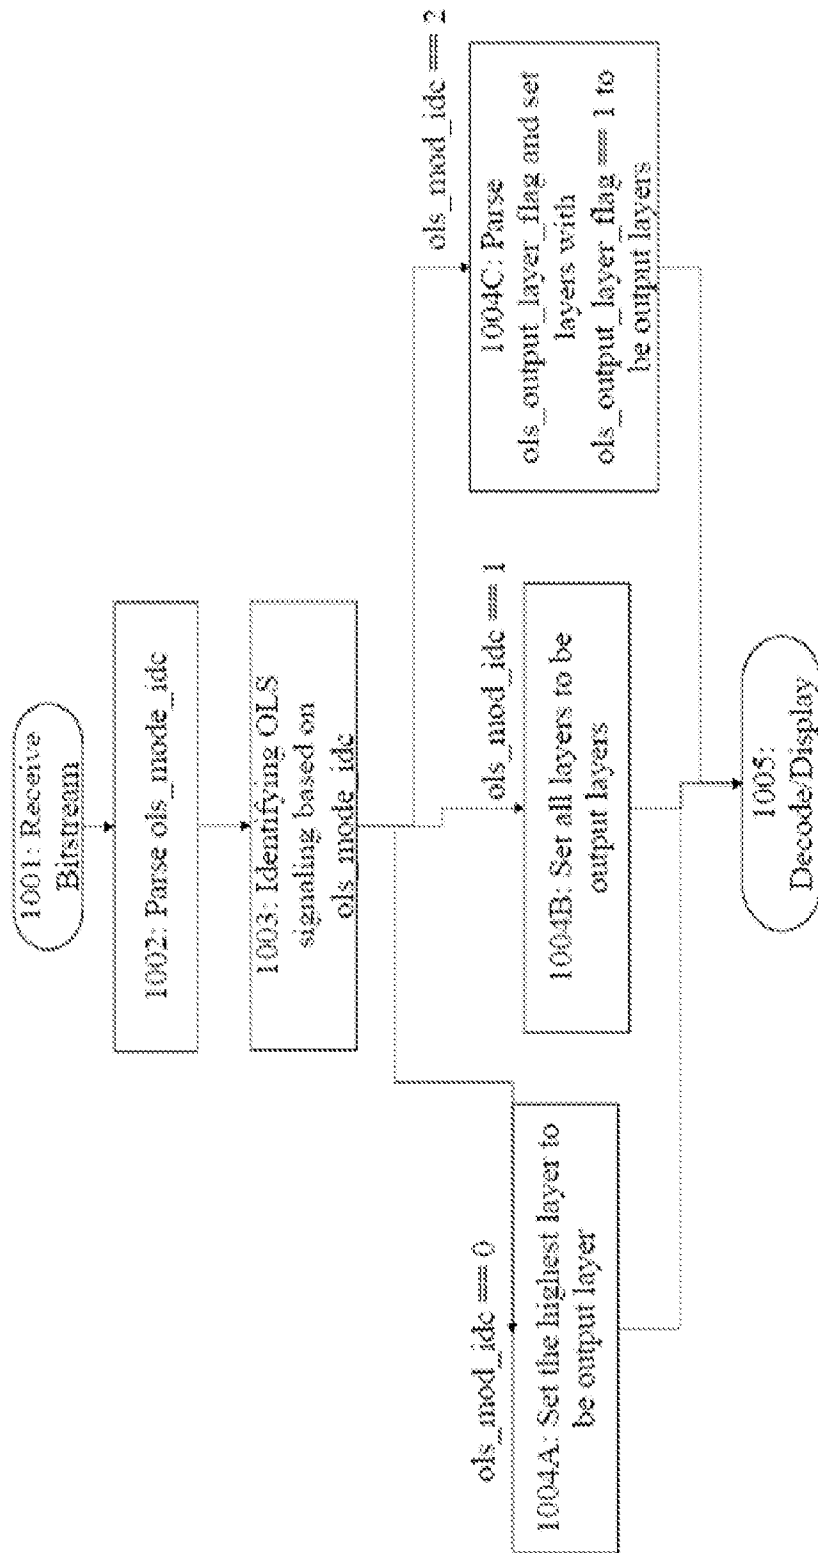 1001: Receive
Bitstream
1002: Parse ols_mode_idc
1003: Identifying OLS
signaling based on
ols_mode_idc
ols_mod_idc == 0
1004A: Set the highest layer to
be output layer
ols_mod_idc == 1
1004B: Set all layers to be
output layers
ols_mod_idc == 2
1004C: Parse
ols_output_layer_flag and set
layers with
ols_output_layer_flag == 1 to
be output layers
1005:
Decode/Display